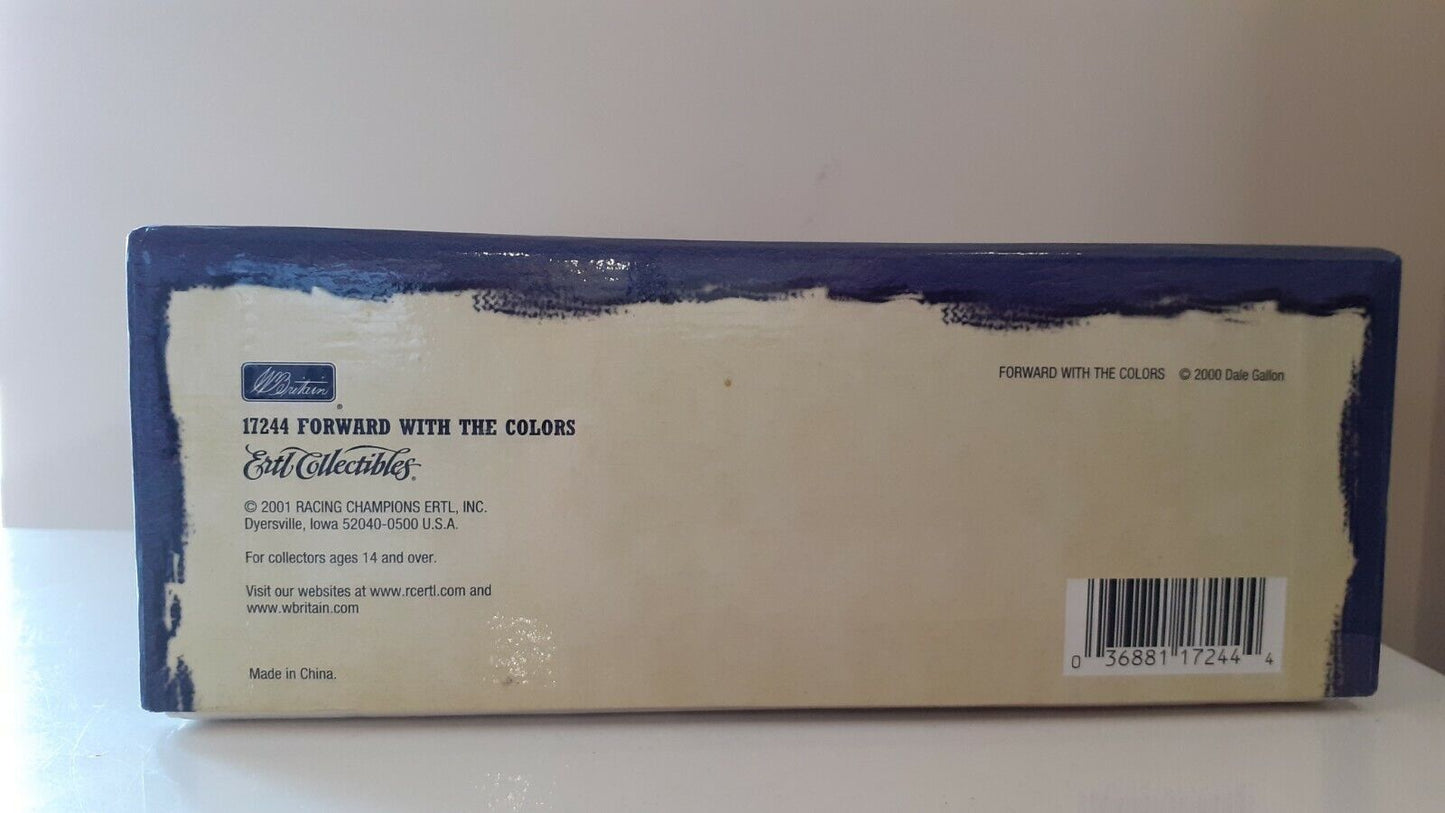 W Britain
®
17244 FORWARD WITH THE COLORS
Ertl Collectibles®
© 2001 RACING CHAMPIONS ERTL, INC.
Dyersville, Iowa 52040-0500 U.S.A.
For collectors ages 14 and over.
Visit our websites at www.rcertl.com and
www.wbritain.com
Made in China.
FORWARD WITH THE COLORS © 2000 Dale Gallon
0 36881 17244 4